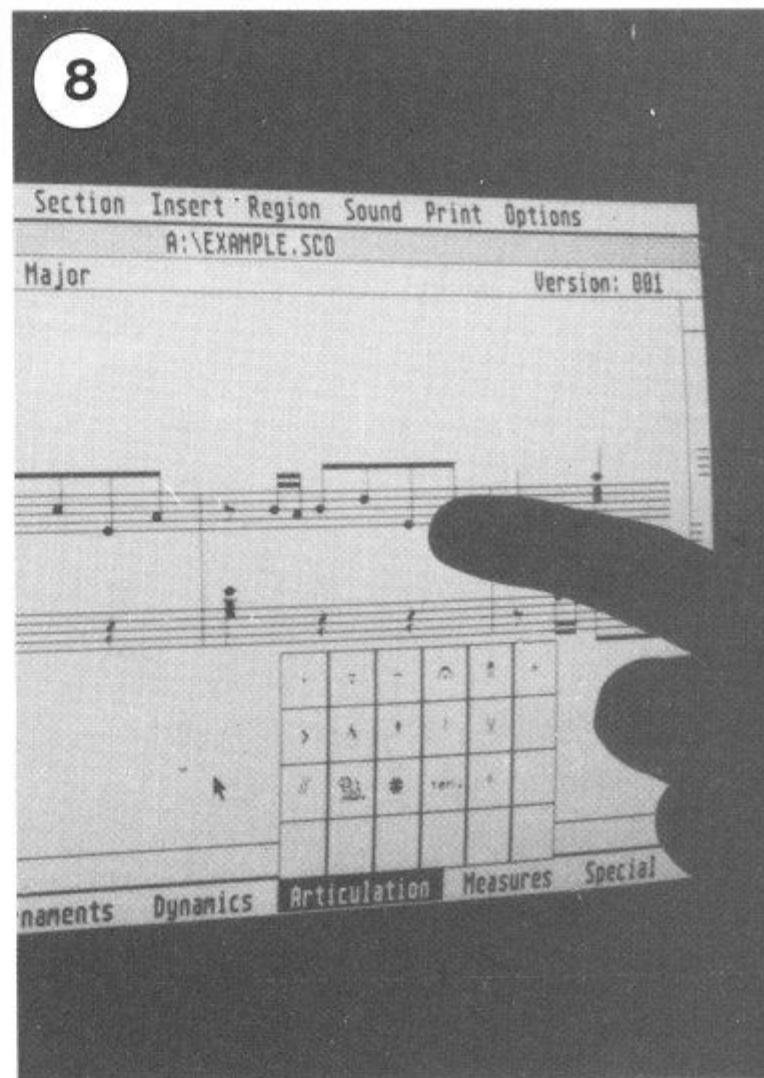 8
Section Insert Region Sound Print Options
A:\EXAMPLE.SCO
Major Version: 001
ten.
naments Dynamics Articulation Measures Special